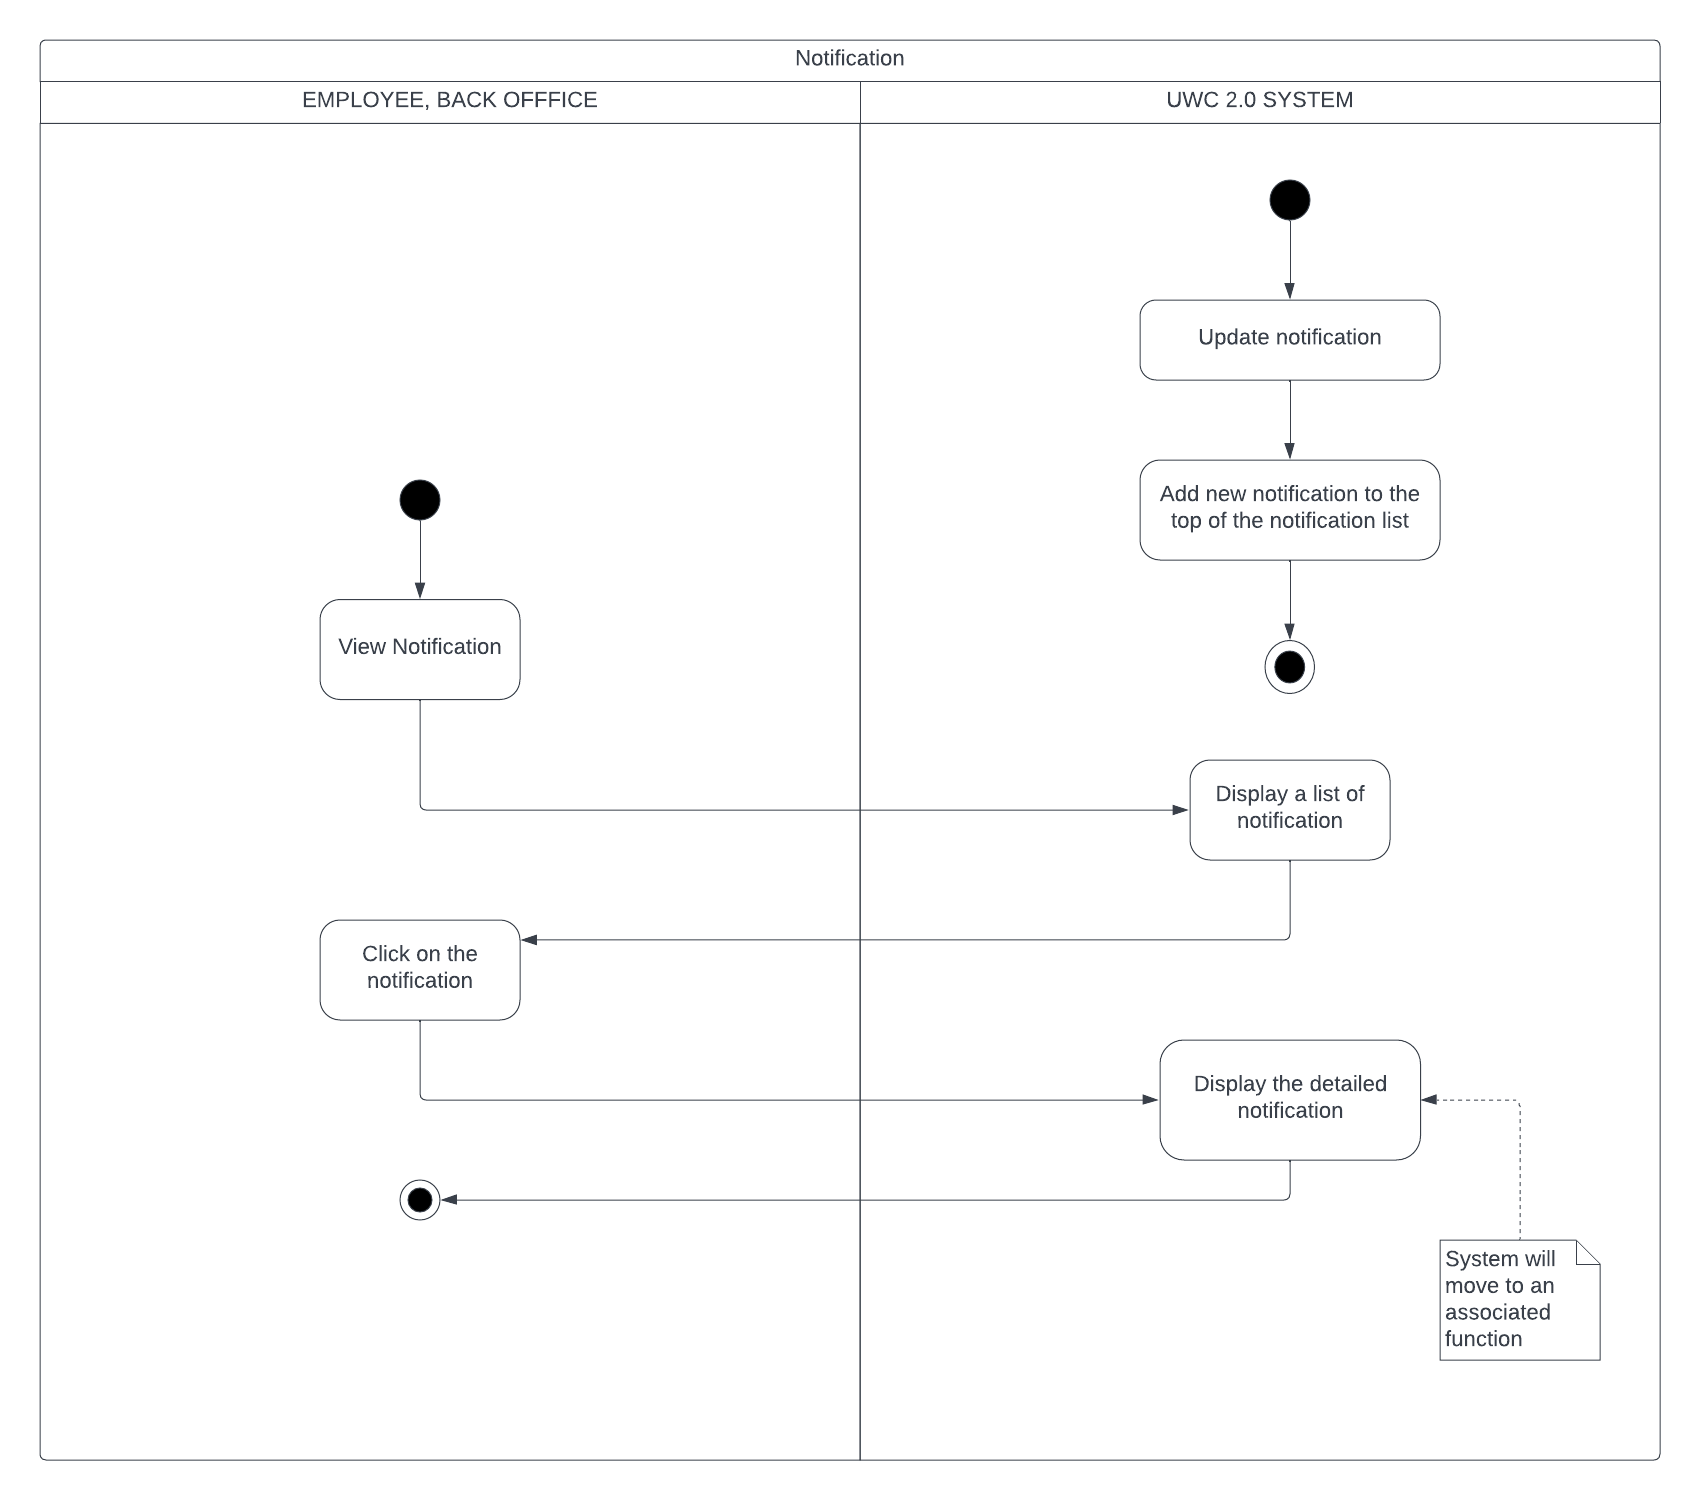 Notification
EMPLOYEE, BACK OFFFICE
UWC 2.0 SYSTEM
Update notification
Add new notification to the
top of the notification list
View Notification
Display a list of
notification
Click on the
notification
Display the detailed
notification
System will
move to an
associated
function